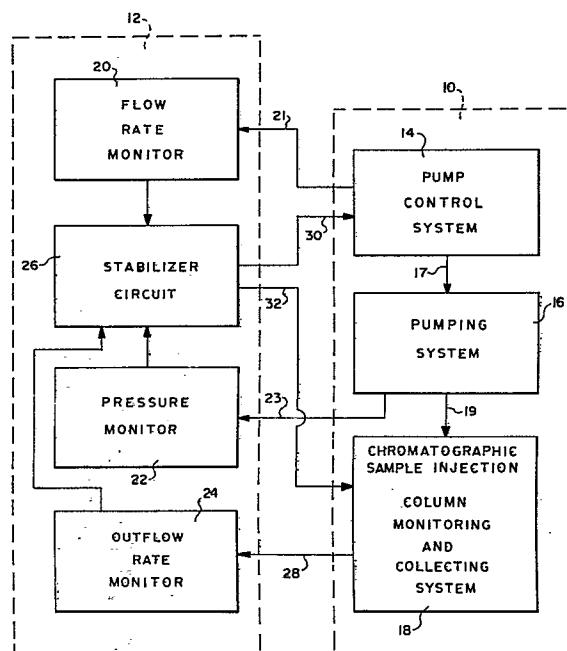 12
10
20
FLOW
RATE
MONITOR
21
14
PUMP
CONTROL
SYSTEM
30
17
26
STABILIZER
CIRCUIT
32
16
PUMPING
SYSTEM
23
19
PRESSURE
MONITOR
22
CHROMATOGRAPHIC
SAMPLE INJECTION
COLUMN
MONITORING
AND
COLLECTING
SYSTEM
18
24
OUTFLOW
RATE
MONITOR
28